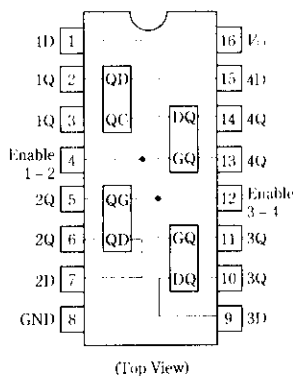 1D 1 16 Vcc
1Q 2 QD 15 4D
1Q 3 QC DQ 14 4Q
Enable 1 – 2 4 GQ 13 4Q
2Q 5 QG 12 Enable 3 – 4
2Q 6 QD GQ 11 3Q
2D 7 DQ 10 3Q
GND 8 9 3D
(Top View)